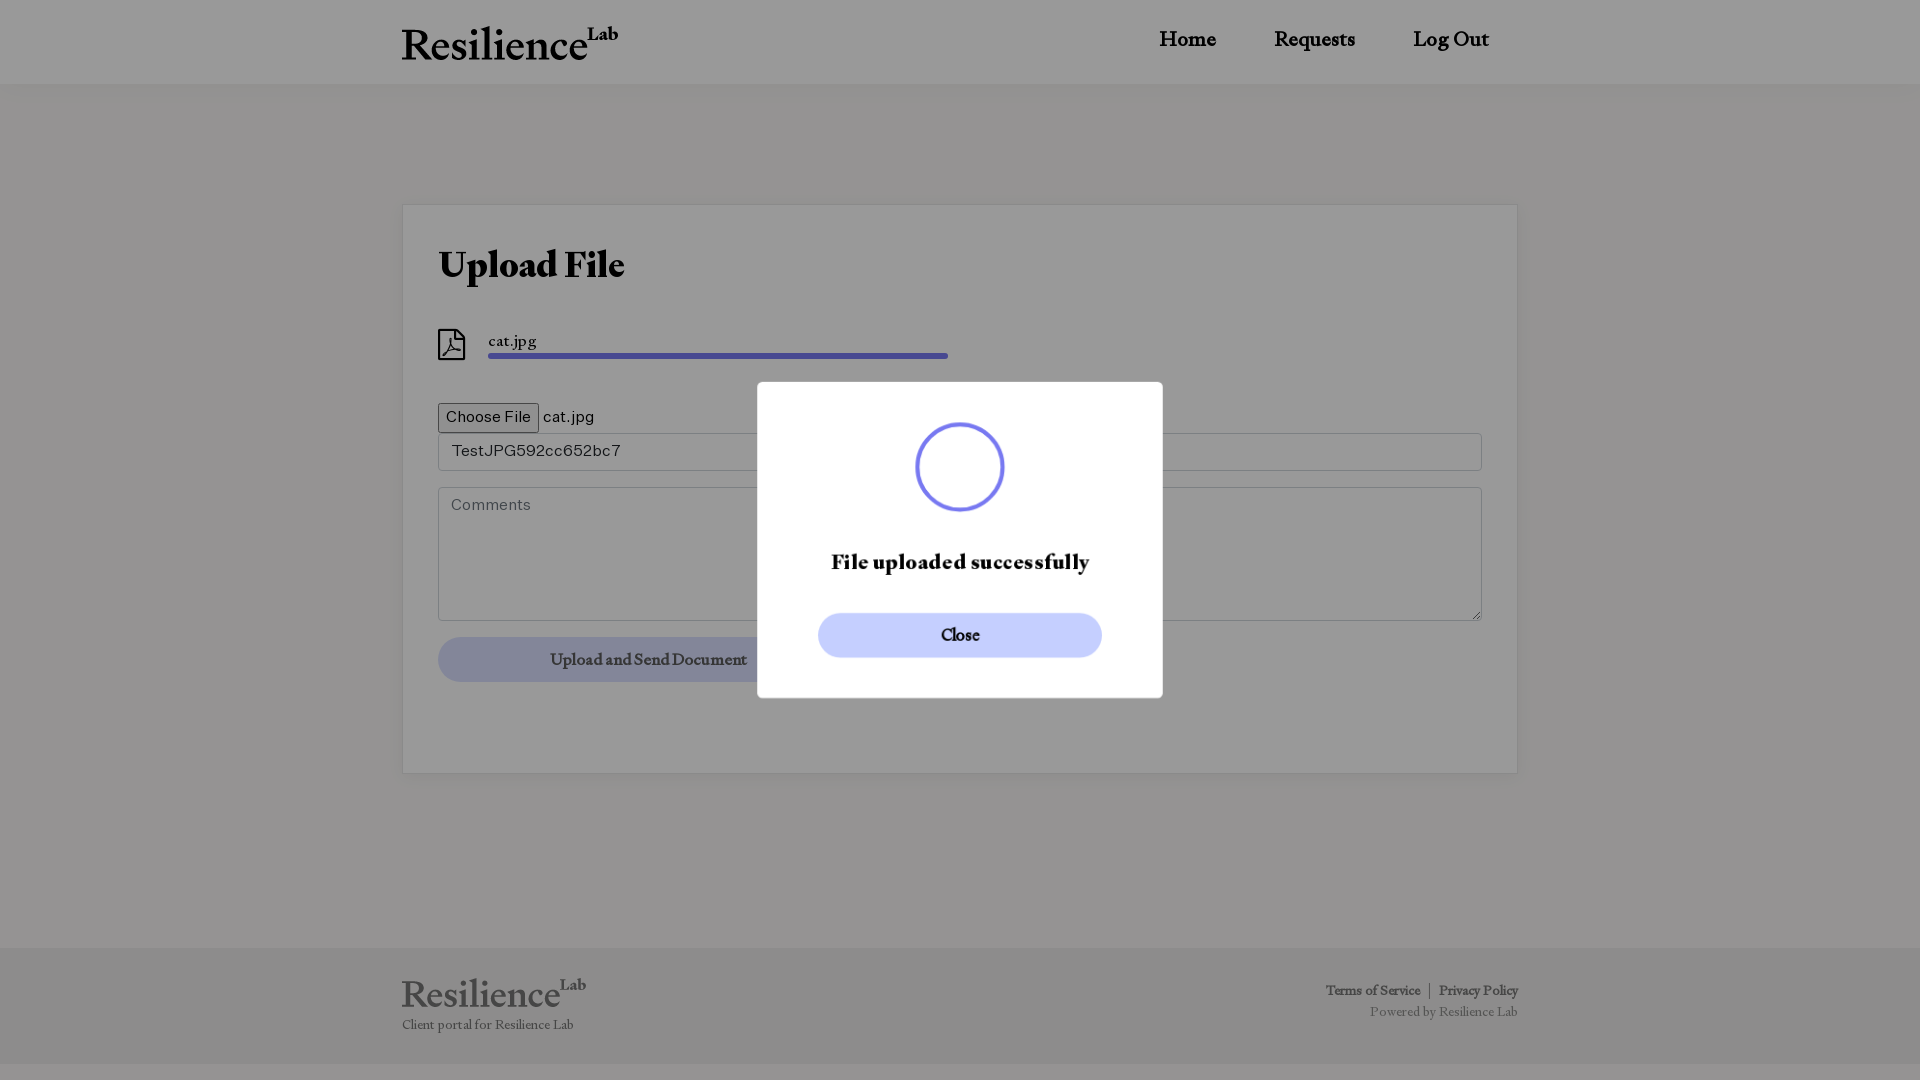 Resilience Lab
Home
Requests
Log Out
Upload File
cat.jpg
Choose File cat.jpg
TestJPG592cc652bc7
Comments
Upload and Send Document
File uploaded successfully
Close
Resilience Lab
Client portal for Resilience Lab
Terms of Service | Privacy Policy
Powered by Resilience Lab